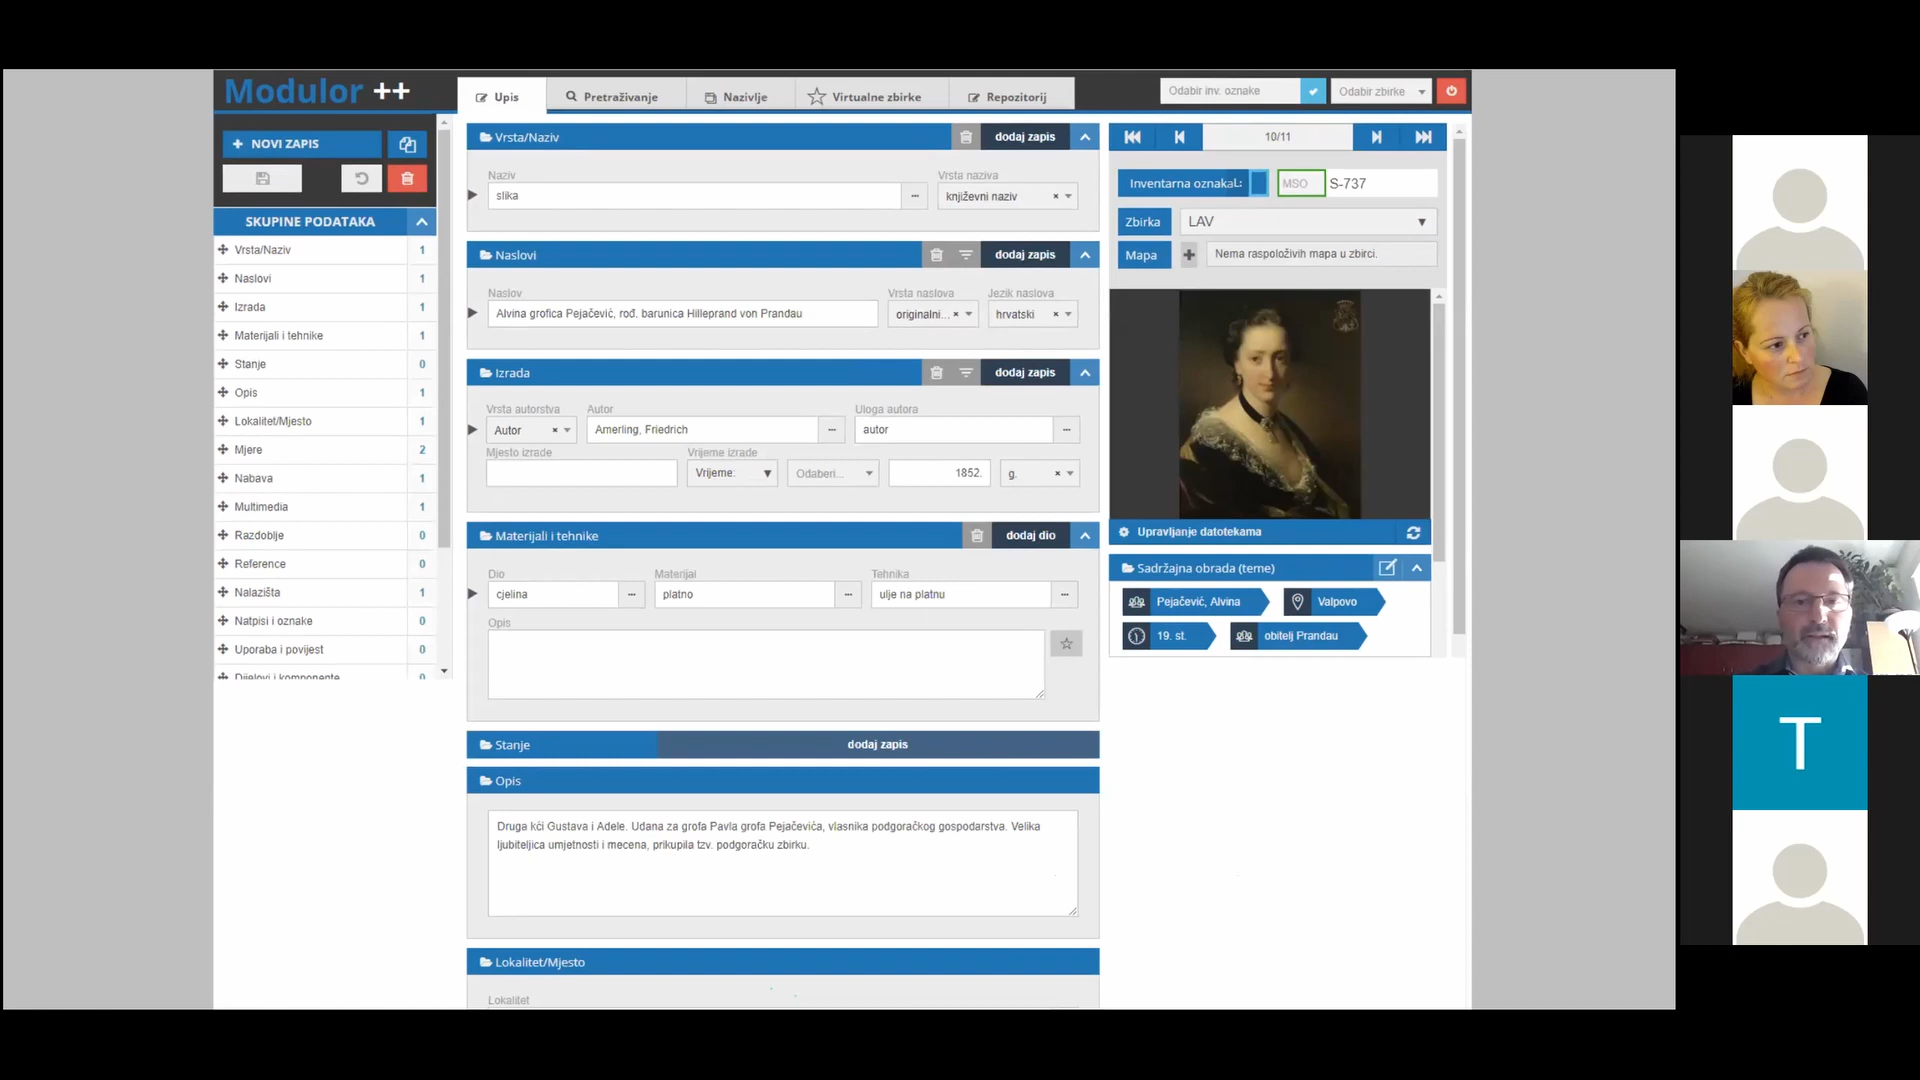 Modulor ++
Upis
Pretraživanje
Nazivlje
Virtualne zbirke
Repozitorij
Odabir inv. oznake
Odabir zbirke
NOVI ZAPIS
SKUPINE PODATAKA
Vrsta/Naziv 1
Naslovi 1
Izrada 1
Materijali i tehnike 1
Stanje 0
Opis 1
Lokalitet/Mjesto 1
Mjere 2
Nabava 1
Multimedia 1
Razdoblje 0
Reference 0
Nalazišta 1
Natpisi i oznake 0
Uporaba i povijest 0
Dijelovi i komponente 0
Vrsta/Naziv dodaj zapis
Naziv Vrsta naziva
slika ... književni naziv
Naslovi dodaj zapis
Naslov Vrsta naslova Jezik naslova
Alvina grofica Pejačević, rođ. barunica Hilleprand von Prandau originalni... hrvatski
Izrada dodaj zapis
Vrsta autorstva Autor Uloga autora
Autor Amerling, Friedrich ... autor ...
Mjesto izrade Vrijeme izrade
Vrijeme: Odaberi... 1852. g.
Materijali i tehnike dodaj dio
Dio Materijal Tehnika
cjelina ... platno ... ulje na platnu ...
Opis
Stanje dodaj zapis
Opis
Druga kći Gustava i Adele. Udana za grofa Pavla grofa Pejačevića, vlasnika podgoračkog gospodarstva. Velika
ljubiteljica umjetnosti i mecena, prikupila tzv. podgoračku zbirku.
Lokalitet/Mjesto
Lokalitet
10/11
Inventarna oznakaL: MSO S-737
Zbirka LAV
Mapa Nema raspoloživih mapa u zbirci.
Upravljanje datotekama
Sadržajna obrada (teme)
Pejačević, Alvina Valpovo
19. st. obitelj Prandau
T